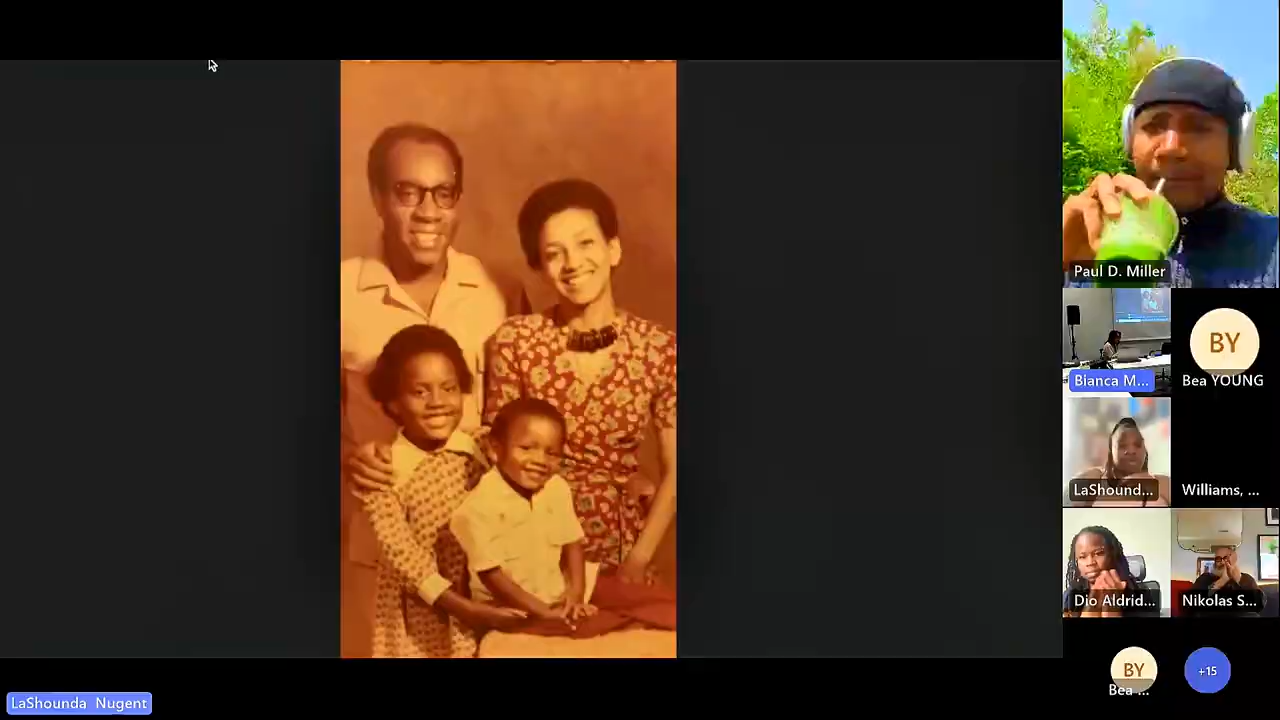 Paul D. Miller
Bianca M...
BY
Bea YOUNG
LaShound...
Williams, ...
Dio Aldrid...
Nikolas S...
BY
Bea ...
+15
LaShounda Nugent